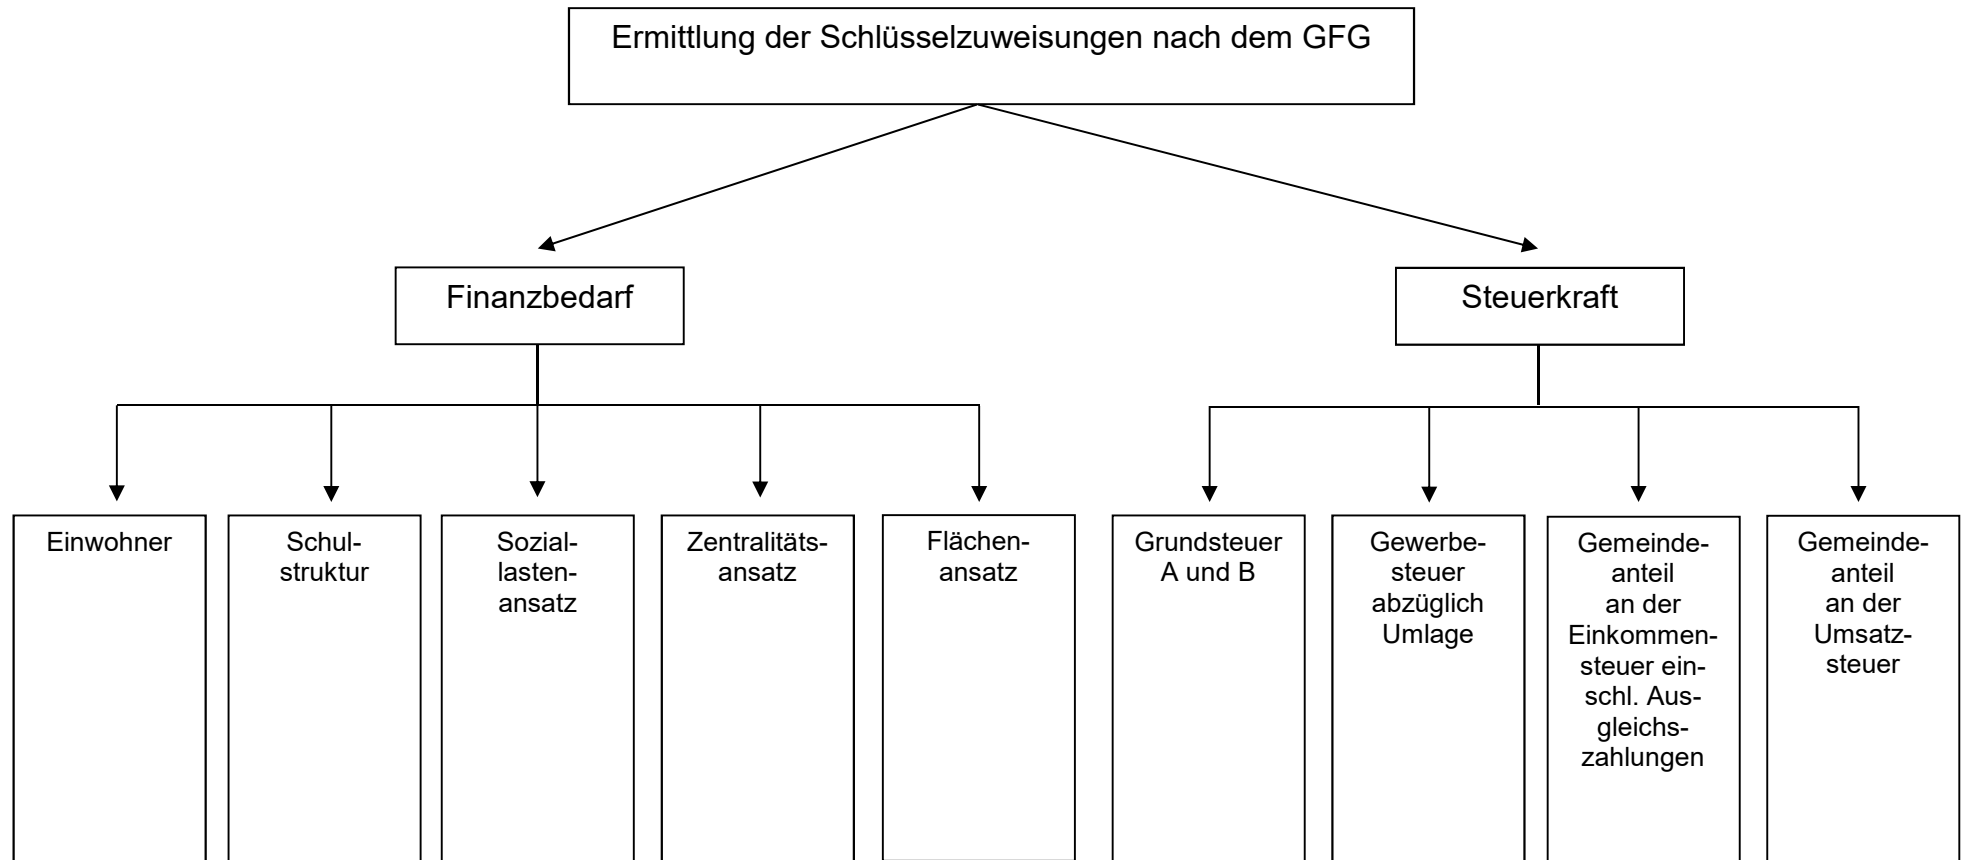 Ermittlung der Schlüsselzuweisungen nach dem GFG
Finanzbedarf
Steuerkraft
Einwohner
Schul-
struktur
Sozial-
lasten-
ansatz
Zentralitäts-
ansatz
Flächen-
ansatz
Grundsteuer
A und B
Gewerbe-
steuer
abzüglich
Umlage
Gemeinde-
anteil
an der
Einkommen-
steuer ein-
schl. Aus-
gleichs-
zahlungen
Gemeinde-
anteil
an der
Umsatz-
steuer